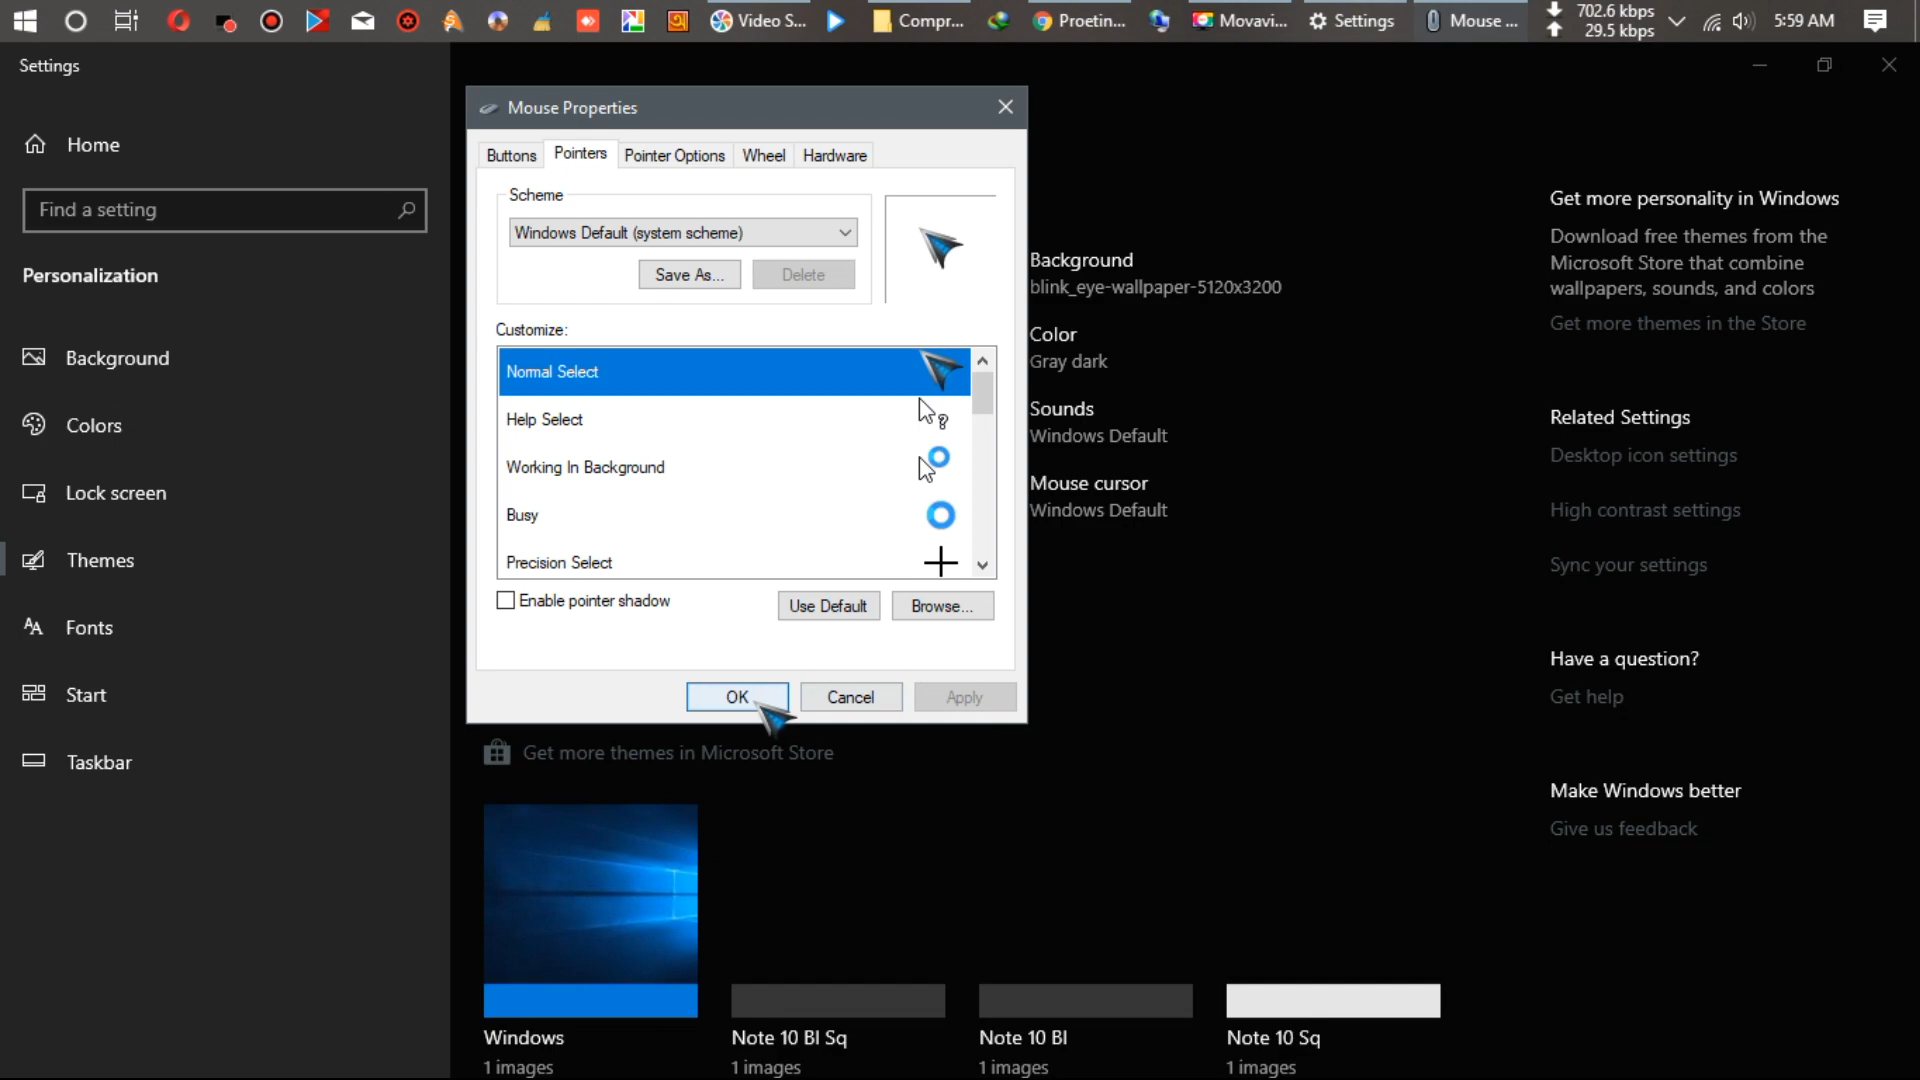 Video S...
Compr...
Proetin...
Movavi...
Settings
Mouse ...
702.6 kbps
29.5 kbps
5:59 AM
Settings
Home
Find a setting
Personalization
Background
Colors
Lock screen
Themes
Fonts
Start
Taskbar
Mouse Properties
Buttons
Pointers
Pointer Options
Wheel
Hardware
Scheme
Windows Default (system scheme)
Save As...
Delete
Customize:
Normal Select
Help Select
Working In Background
Busy
Precision Select
Enable pointer shadow
Use Default
Browse...
OK
Cancel
Apply
Background
blink_eye-wallpaper-5120x3200
Color
Gray dark
Sounds
Windows Default
Mouse cursor
Windows Default
Get more themes in Microsoft Store
Windows
1 images
Note 10 Bl Sq
1 images
Note 10 Bl
1 images
Note 10 Sq
1 images
Get more personality in Windows
Download free themes from the
Microsoft Store that combine
wallpapers, sounds, and colors
Get more themes in the Store
Related Settings
Desktop icon settings
High contrast settings
Sync your settings
Have a question?
Get help
Make Windows better
Give us feedback